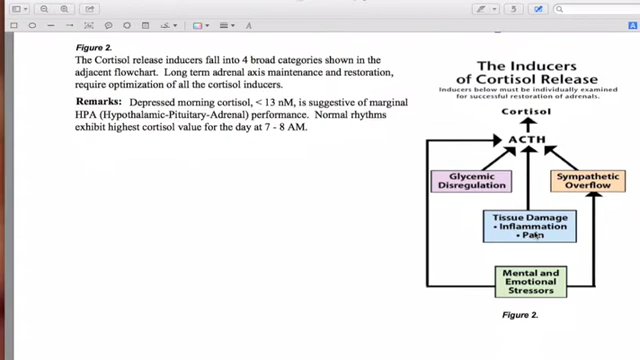 Figure 2.
The Cortisol release inducers fall into 4 broad categories shown in the
adjacent flowchart. Long term adrenal axis maintenance and restoration,
require optimization of all the cortisol inducers.
Remarks: Depressed morning cortisol, < 13 nM, is suggestive of marginal
HPA (Hypothalamic-Pituitary-Adrenal) performance. Normal rhythms
exhibit highest cortisol value for the day at 7 - 8 AM.
The Inducers
of Cortisol Release
Indicers below must be individually examined
for successful restoration of adrenals.
Cortisol
ACTH
Glycemic
Disregulation
Sympathetic
Overflow
Tissue Damage
• Inflammation
• Pain
Mental and
Emotional
Stressors
Figure 2.